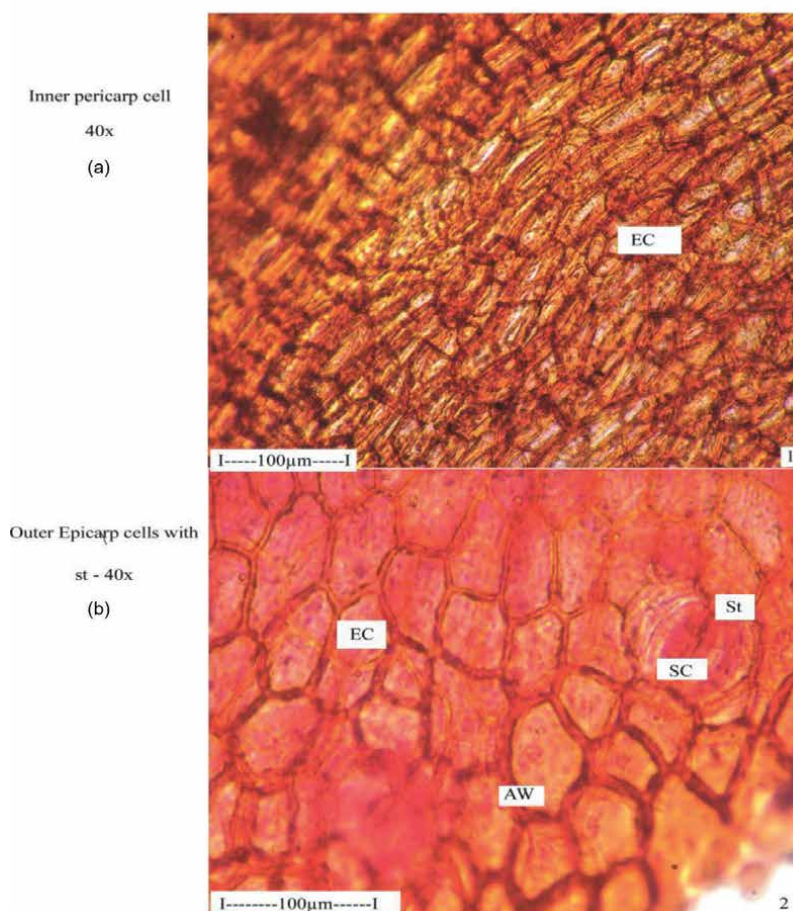 Inner pericarp cell
40x
(a)
EC
I-----100µm-----I
1
Outer Epicarp cells with
st - 40x
(b)
EC
St
SC
AW
I--------100µm------I
2